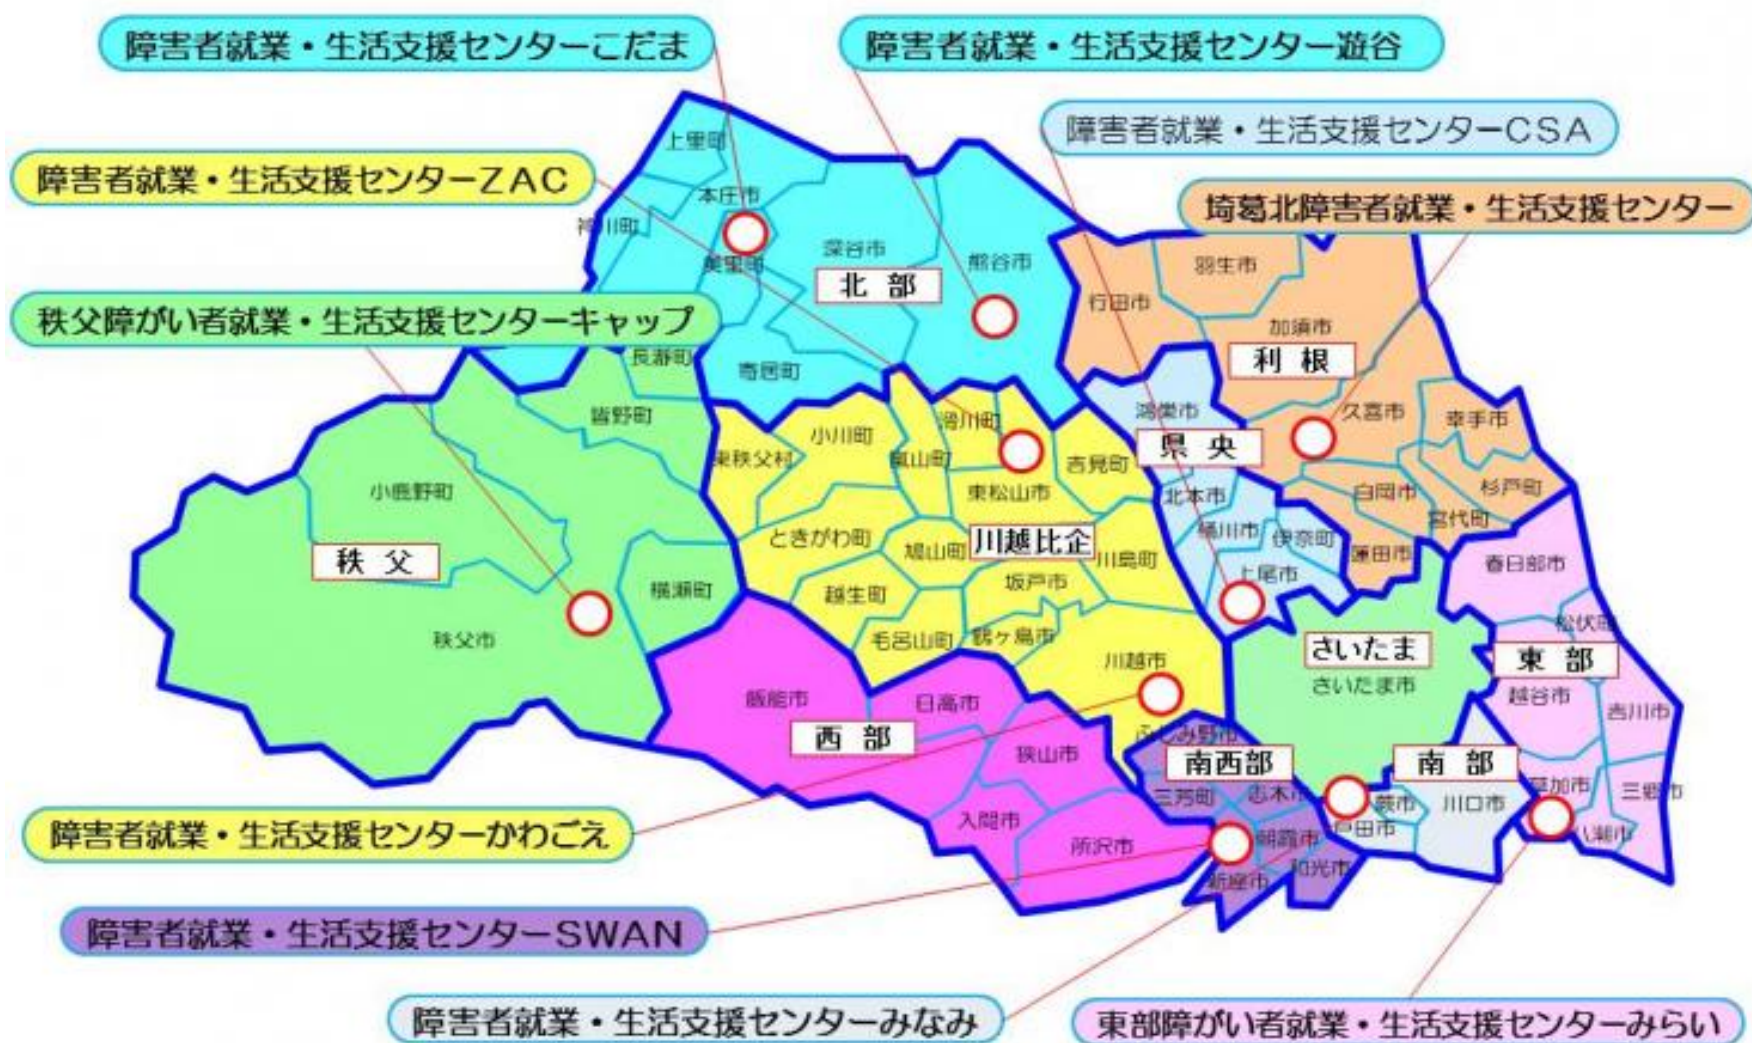 障害者就業・生活支援センターこだま
障害者就業・生活支援センター遊谷
障害者就業・生活支援センターCSA
障害者就業・生活支援センターZAC
埼葛北障害者就業・生活支援センター
秩父障がい者就業・生活支援センターキャップ
上里町
本庄市
神川町
美里町
深谷市
熊谷市
北部
寄居町
長瀞町
皆野町
小鹿野町
秩父
秩父市
横瀬町
行田市
羽生市
加須市
利根
久喜市
幸手市
白岡市
杉戸町
宮代町
蓮田市
鴻巣市
県央
北本市
桶川市
伊奈町
上尾市
小川町
東秩父村
嵐山町
滑川町
東松山市
吉見町
ときがわ町
鳩山町
川越比企
川島町
越生町
坂戸市
毛呂山町
鶴ヶ島市
川越市
飯能市
日高市
西部
狭山市
入間市
所沢市
さいたま
さいたま市
春日部市
松伏町
東部
越谷市
吉川市
草加市
三郷市
八潮市
ふじみ野市
南西部
三芳町
志木市
朝霞市
新座市
和光市
南部
蕨市
川口市
戸田市
障害者就業・生活支援センターかわごえ
障害者就業・生活支援センターSWAN
障害者就業・生活支援センターみなみ
東部障がい者就業・生活支援センターみらい